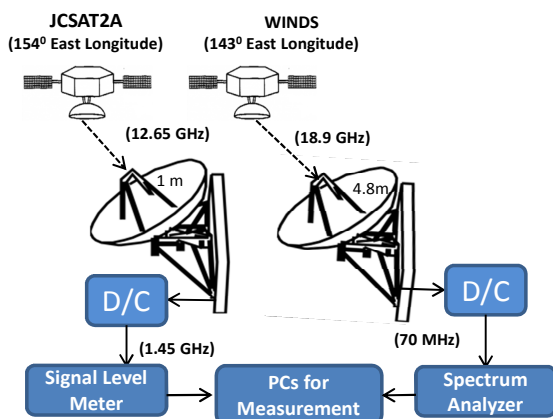 JCSAT2A
(154⁰ East Longitude)
WINDS
(143⁰ East Longitude)
(12.65 GHz)
(18.9 GHz)
1 m
4.8m
D/C
D/C
(1.45 GHz)
(70 MHz)
Signal Level
Meter
PCs for
Measurement
Spectrum
Analyzer